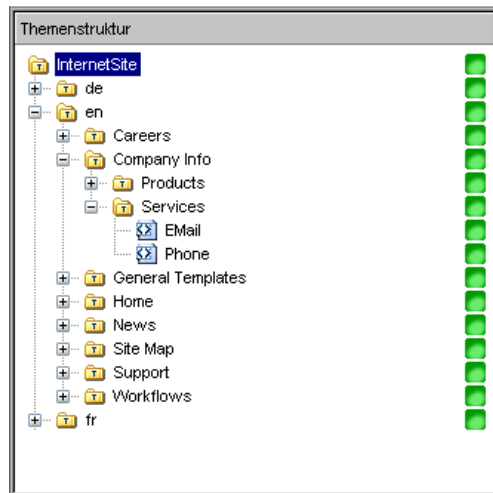 Themenstruktur
InternetSite
de
en
Careers
Company Info
Products
Services
EMail
Phone
General Templates
Home
News
Site Map
Support
Workflows
fr